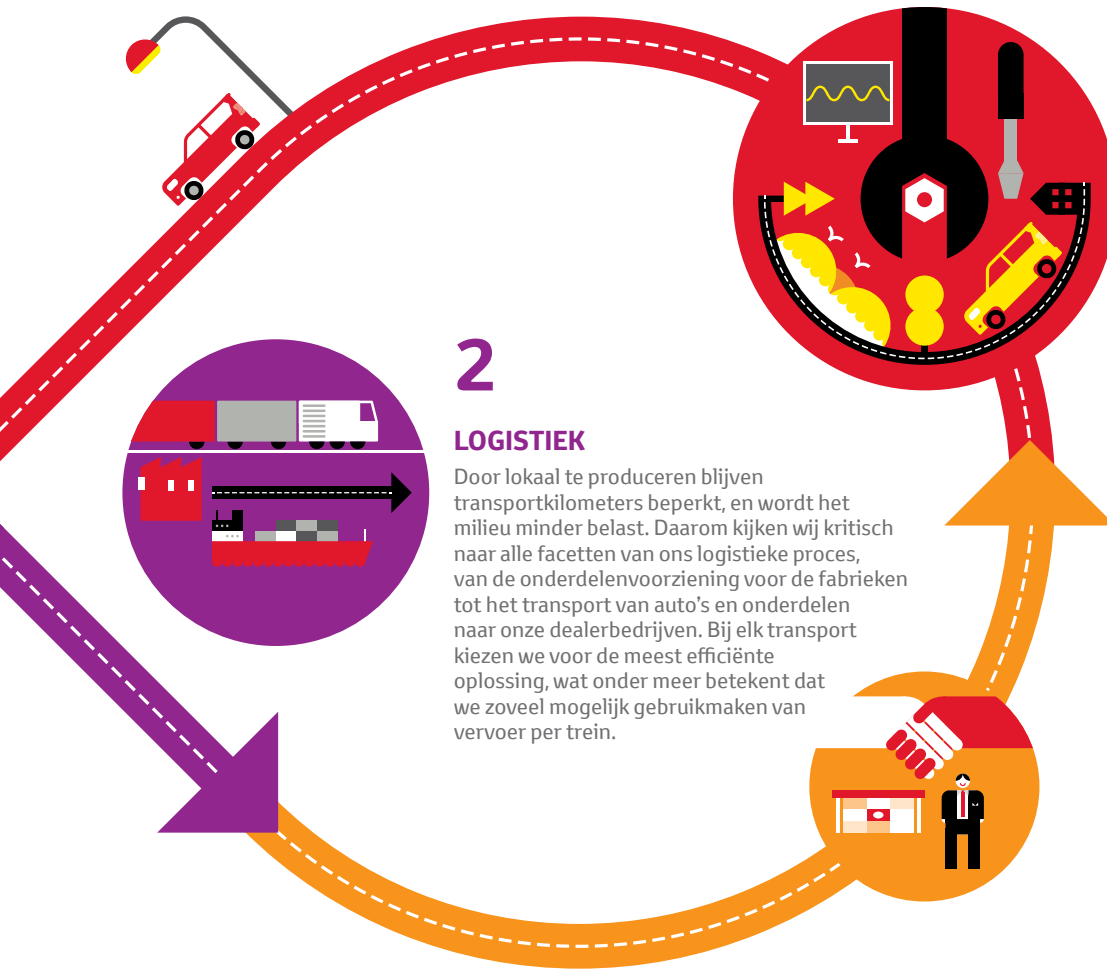 2
LOGISTIEK
Door lokaal te produceren blijven
transportkilometers beperkt, en wordt het
milieu minder belast. Daarom kijken wij kritisch
naar alle facetten van ons logistieke proces,
van de onderdelenvoorziening voor de fabrieken
tot het transport van auto’s en onderdelen
naar onze dealerbedrijven. Bij elk transport
kiezen we voor de meest efficiënte
oplossing, wat onder meer betekent dat
we zoveel mogelijk gebruikmaken van
vervoer per trein.